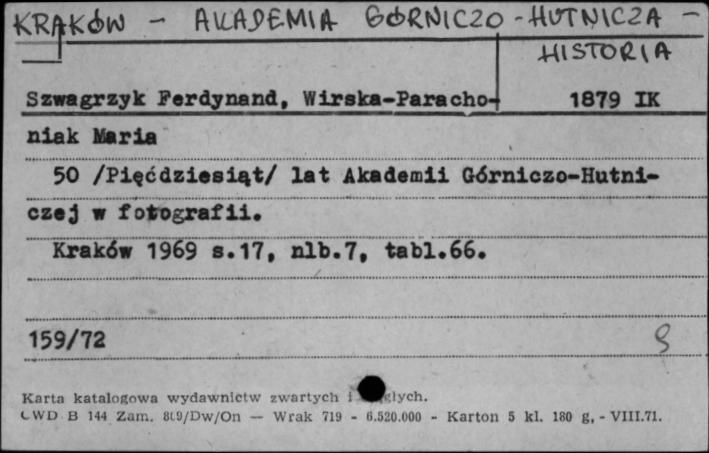 KRAKÓW - AKADEMIA GÓRNICZO-HUTNICZA -
HISTORIA
Szwagrzyk Ferdynand, Wirska-Paracho- 1879 IK
niak Maria
50 /Pięćdziesiąt/ lat Akademii Górniczo-Hutni-
czej w fotografii.
Kraków 1969 s.17, nlb.7, tabl.66.
159/72
Karta katalogowa wydawnictw zwartych i
CWD B 144 Zam. 809/Dw/On — Wrak 719 - 6.520.000 - Karton 5 kl. 180 g, - VIII.71.